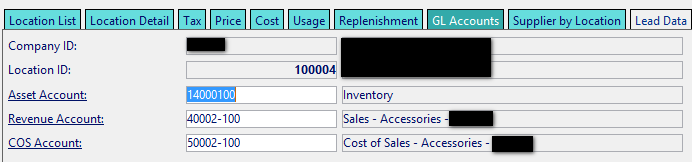 Location List Location Detail Tax Price Cost Usage Replenishment GL Accounts Supplier by Location Lead Data
Company ID:
Location ID: 100004
Asset Account: 14000100 Inventory
Revenue Account: 40002-100 Sales - Accessories -
COS Account: 50002-100 Cost of Sales - Accessories -